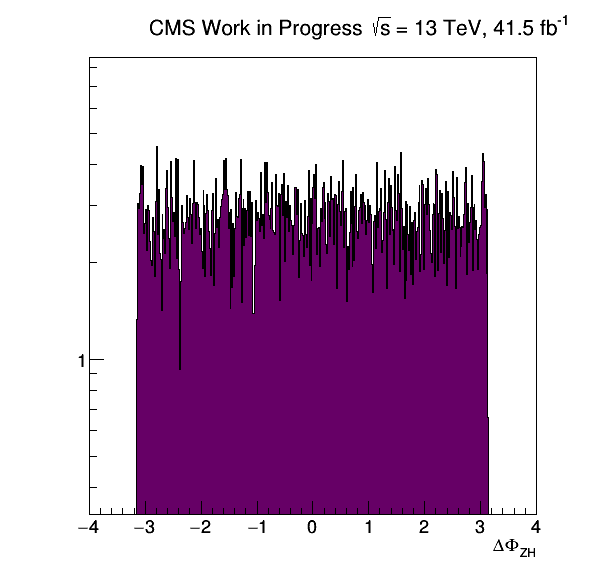 CMS Work in Progress √s = 13 TeV, 41.5 fb⁻¹
1
−4 −3 −2 −1 0 1 2 3 4
ΔΦ_ZH